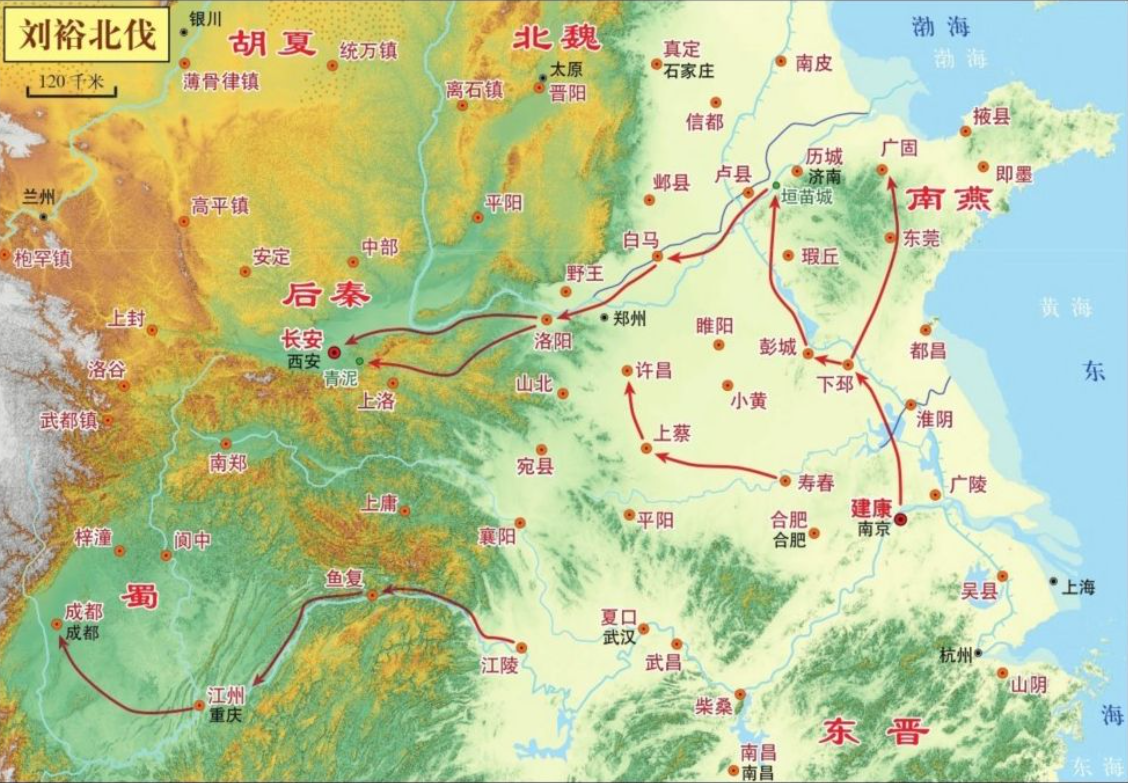 刘裕北伐
120 千米
银川
胡夏
统万镇
薄骨律镇
北魏
太原
晋阳
离石镇
真定
石家庄
南皮
信都
渤海
渤海
掖县
广固
历城
济南
即墨
卢县
垣苗城
南燕
邺县
兰州
高平镇
平阳
东莞
白马
瑕丘
中部
安定
枹罕镇
野王
后秦
黄海
上封
长安
西安
洛阳
郑州
睢阳
彭城
都昌
东
洛谷
青泥
上洛
山北
许昌
小黄
下邳
武都镇
淮阴
南郑
上蔡
宛县
寿春
广陵
上庸
襄阳
平阳
合肥
合肥
建康
南京
梓潼
阆中
鱼复
蜀
吴县
上海
成都
成都
夏口
武汉
武昌
江陵
杭州
山阴
江州
重庆
柴桑
东晋
海
南昌
南昌
东海